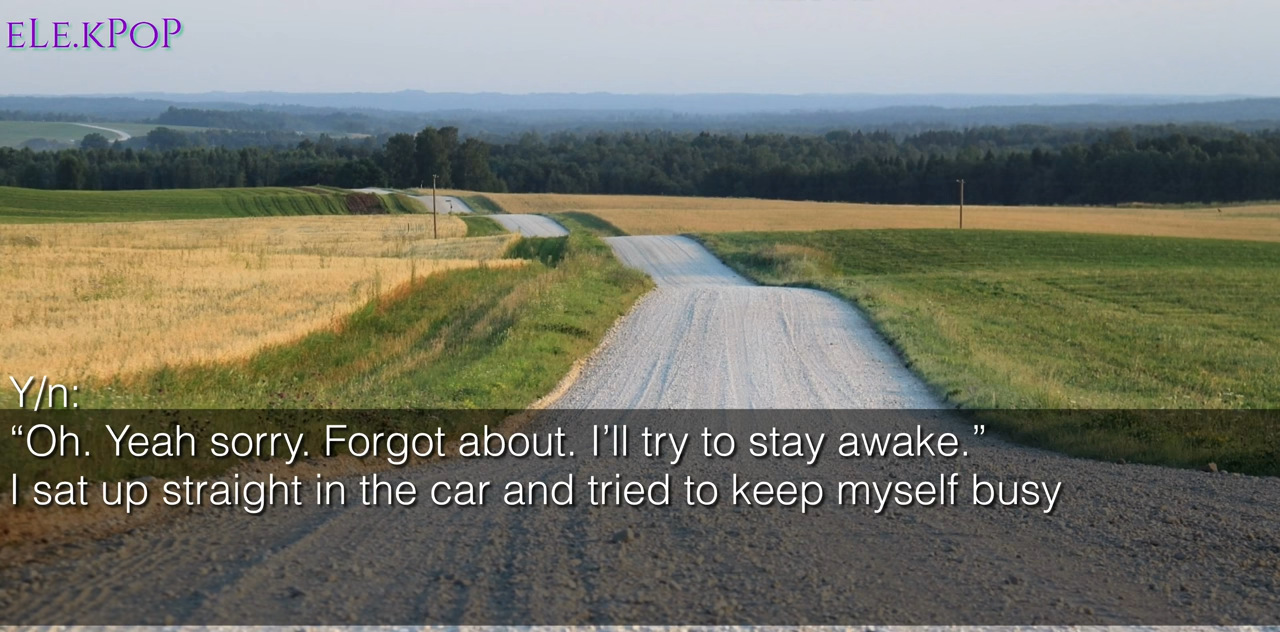 ELE.KPOP
Y/n:
“Oh. Yeah sorry. Forgot about. I’ll try to stay awake.”
I sat up straight in the car and tried to keep myself busy